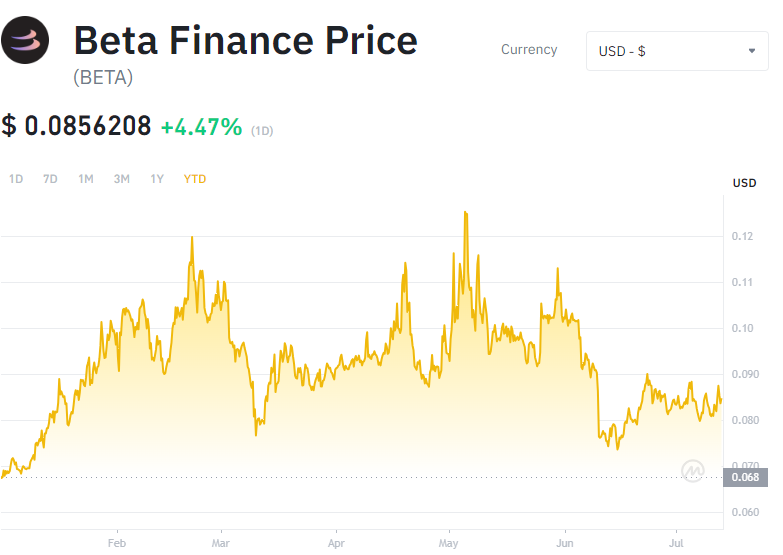 Beta Finance Price
(BETA)
Currency
USD - $
$ 0.0856208 +4.47% (1D)
1D 7D 1M 3M 1Y YTD
USD
0.12
0.11
0.10
0.090
0.080
0.070
0.068
0.060
Feb Mar Apr May Jun Jul